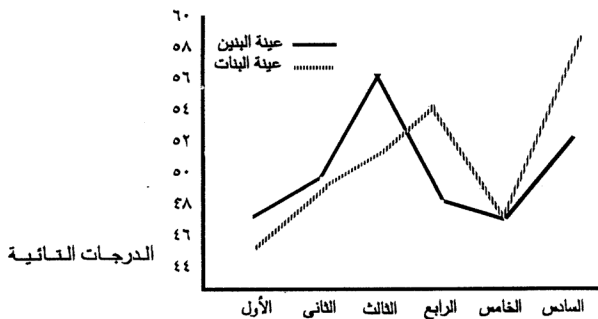 ٦٠
٥٨
٥٦
٥٤
٥٢
٥٠
٤٨
٤٦
٤٤
عينة البنين
عينة البنات
الدرجات التائية
الأول الثانى الثالث الرابع الخامس السادس